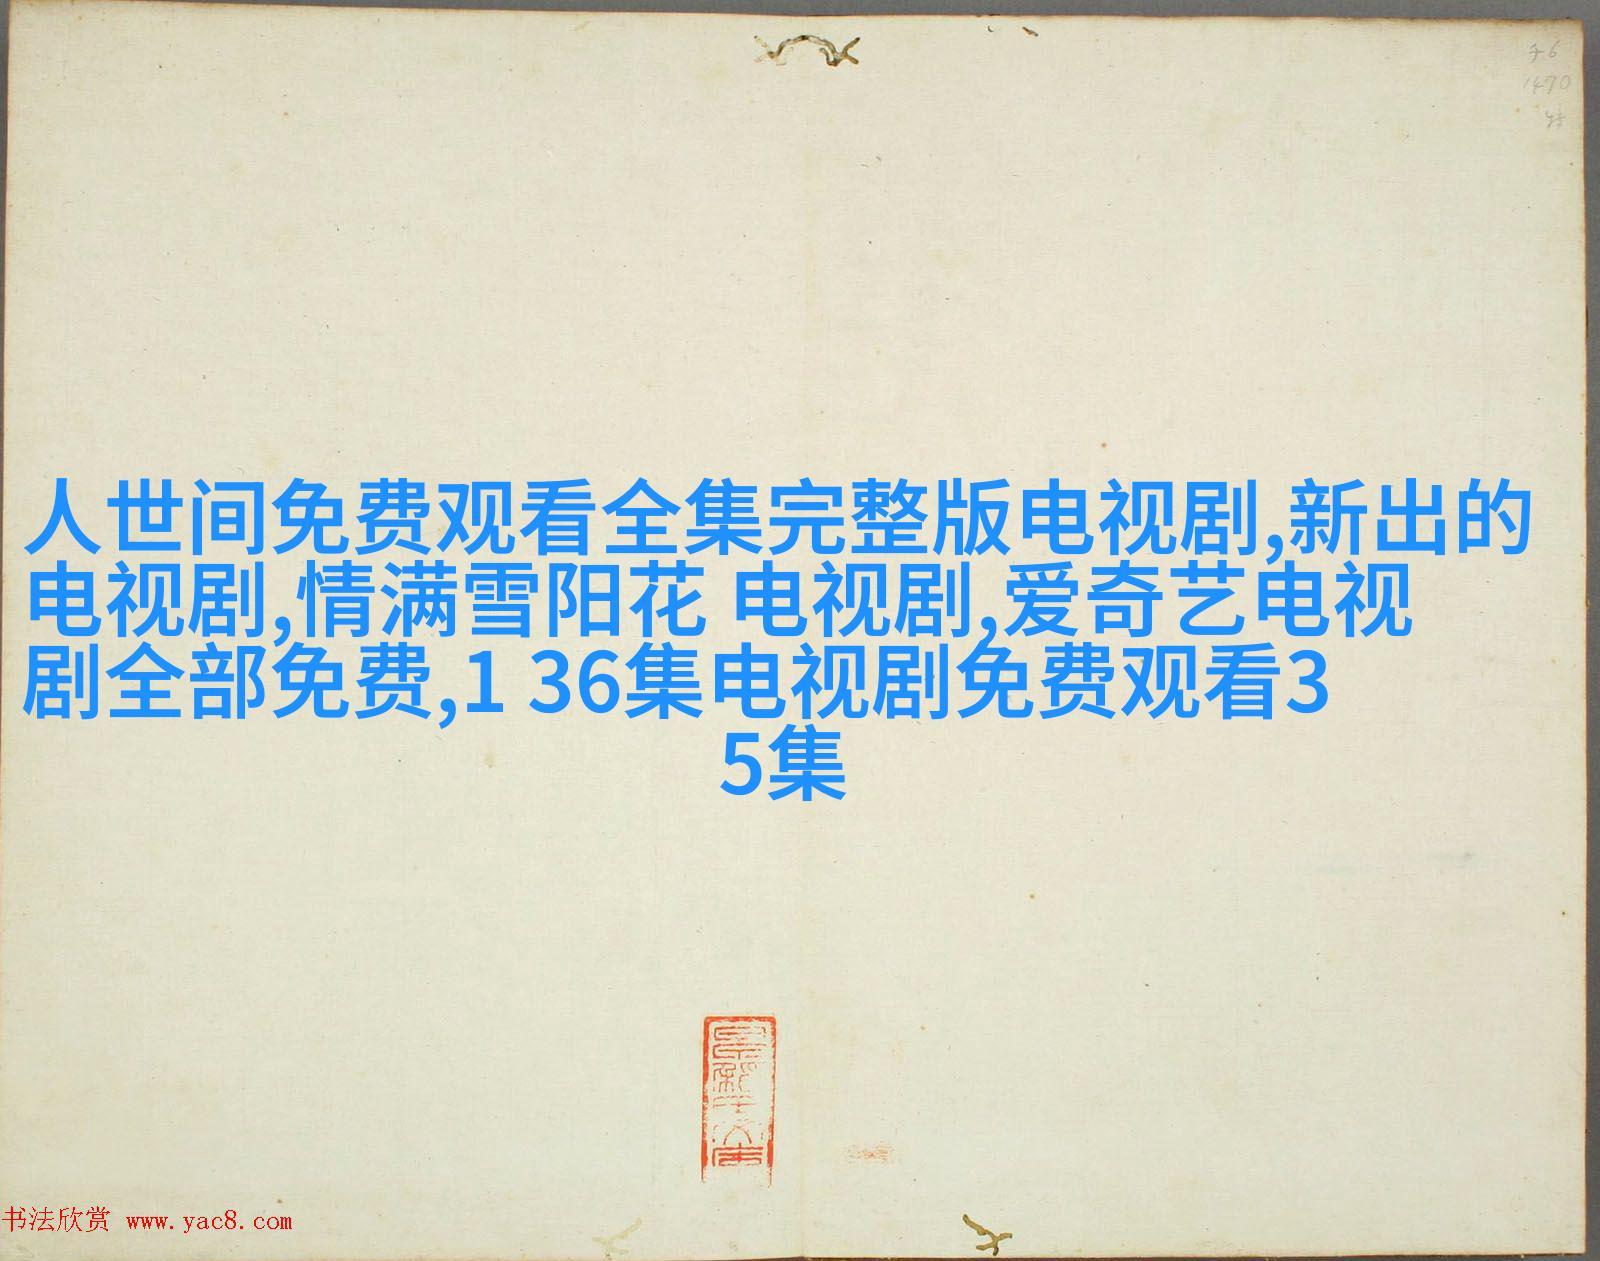 346
1470
人世间免费观看全集完整版电视剧,新出的
电视剧,情满雪阳花 电视剧,爱奇艺电视
剧全部免费,1 36集电视剧免费观看3
5集
书法欣赏 www.yac8.com